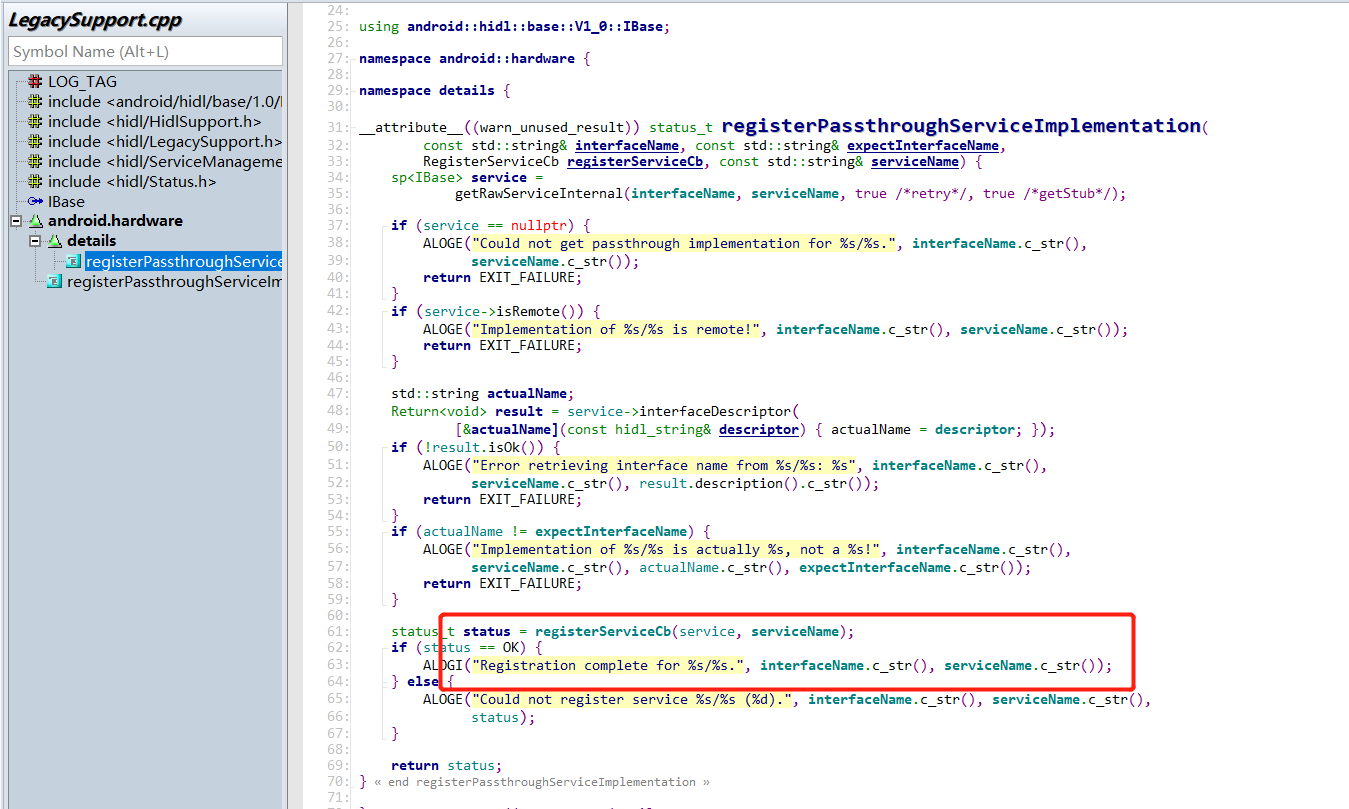 LegacySupport.cpp
Symbol Name (Alt+L)
LOG_TAG
include <android/hidl/base/1.0/
include <hidl/HidlSupport.h>
include <hidl/LegacySupport.h>
include <hidl/ServiceManageme
include <hidl/Status.h>
IBase
android.hardware
details
registerPassthroughService
registerPassthroughServiceIm
24:
25: using android::hidl::base::V1_0::IBase;
26:
27: namespace android::hardware {
28:
29: namespace details {
30:
31: __attribute__((warn_unused_result)) status_t registerPassthroughServiceImplementation(
32: const std::string& interfaceName, const std::string& expectInterfaceName,
33: RegisterServiceCb registerServiceCb, const std::string& serviceName) {
34: sp<IBase> service =
35: getRawServiceInternal(interfaceName, serviceName, true /*retry*/, true /*getStub*/);
36:
37: if (service == nullptr) {
38: ALOGE("Could not get passthrough implementation for %s/%s.", interfaceName.c_str(),
39: serviceName.c_str());
40: return EXIT_FAILURE;
41: }
42: if (service->isRemote()) {
43: ALOGE("Implementation of %s/%s is remote!", interfaceName.c_str(), serviceName.c_str());
44: return EXIT_FAILURE;
45: }
46:
47: std::string actualName;
48: Return<void> result = service->interfaceDescriptor(
49: [&actualName](const hidl_string& descriptor) { actualName = descriptor; });
50: if (!result.isOk()) {
51: ALOGE("Error retrieving interface name from %s/%s: %s", interfaceName.c_str(),
52: serviceName.c_str(), result.description().c_str());
53: return EXIT_FAILURE;
54: }
55: if (actualName != expectInterfaceName) {
56: ALOGE("Implementation of %s/%s is actually %s, not a %s!", interfaceName.c_str(),
57: serviceName.c_str(), actualName.c_str(), expectInterfaceName.c_str());
58: return EXIT_FAILURE;
59: }
60:
61: status_t status = registerServiceCb(service, serviceName);
62: if (status == OK) {
63: ALOGI("Registration complete for %s/%s.", interfaceName.c_str(), serviceName.c_str());
64: } else {
65: ALOGE("Could not register service %s/%s (%d).", interfaceName.c_str(), serviceName.c_str(),
66: status);
67: }
68:
69: return status;
70: } « end registerPassthroughServiceImplementation »
71: